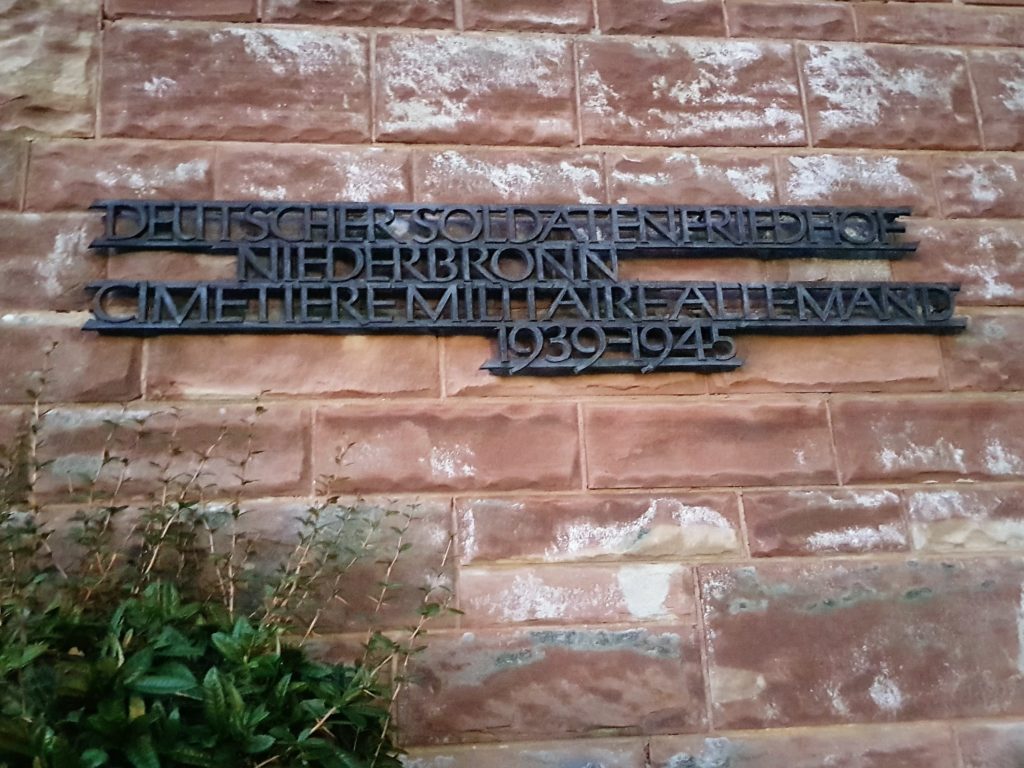 DEUTSCHER SOLDATENFRIEDHOF
NIEDERBRONN
CIMETIERE MILITAIRE ALLEMAND
1939-1945